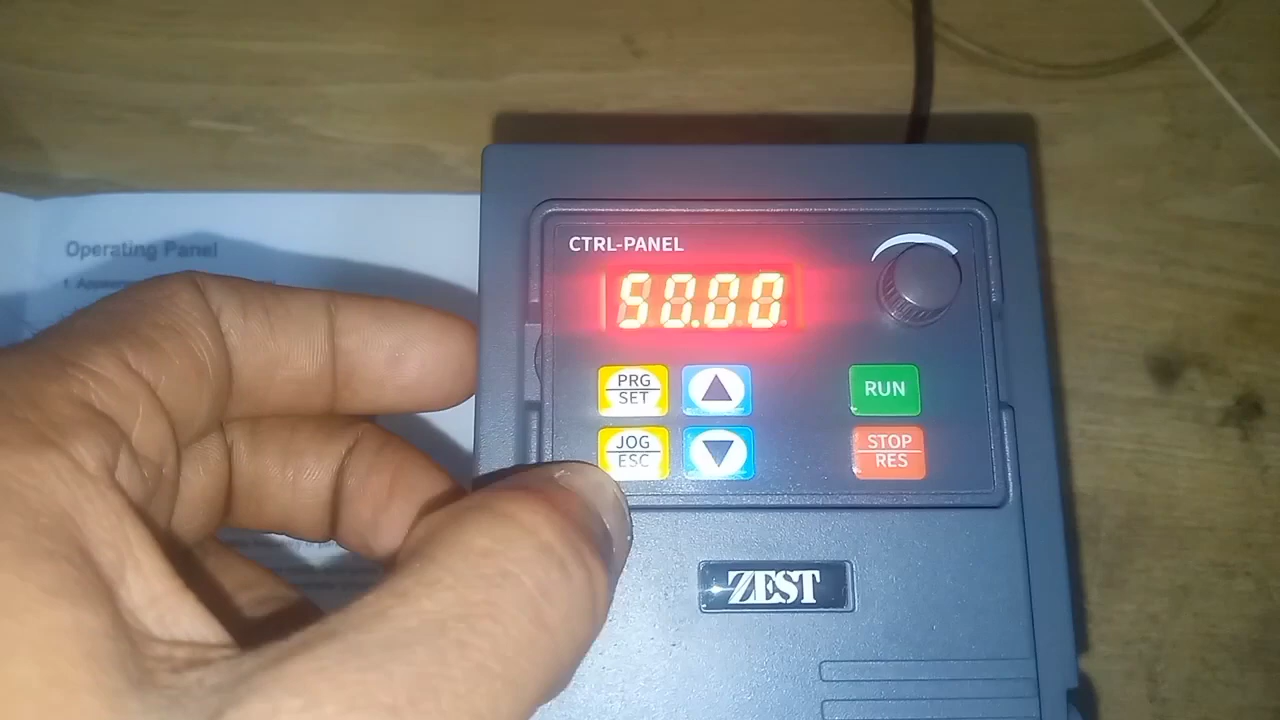 Operating Panel
CTRL-PANEL
50.00
PRG
SET
RUN
JOG
ESC
STOP
RES
ZEST